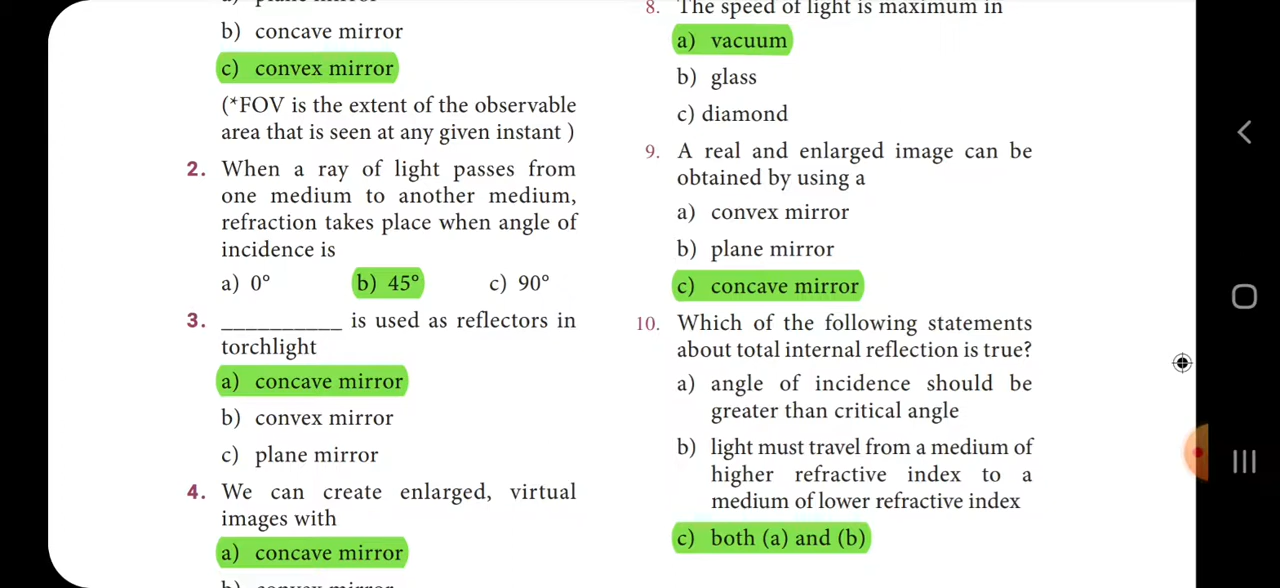 b) concave mirror
c) convex mirror
(*FOV is the extent of the observable
area that is seen at any given instant )
2. When a ray of light passes from
one medium to another medium,
refraction takes place when angle of
incidence is
a) 0° b) 45° c) 90°
3. __________ is used as reflectors in
torchlight
a) concave mirror
b) convex mirror
c) plane mirror
4. We can create enlarged, virtual
images with
a) concave mirror
8. The speed of light is maximum in
a) vacuum
b) glass
c) diamond
9. A real and enlarged image can be
obtained by using a
a) convex mirror
b) plane mirror
c) concave mirror
10. Which of the following statements
about total internal reflection is true?
a) angle of incidence should be
greater than critical angle
b) light must travel from a medium of
higher refractive index to a
medium of lower refractive index
c) both (a) and (b)